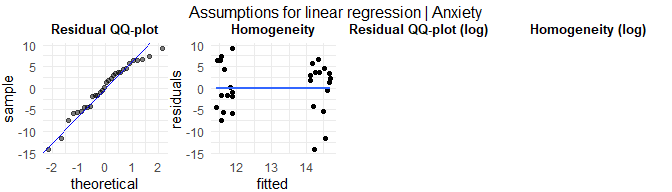 Assumptions for linear regression | Anxiety
Residual QQ-plot Homogeneity Residual QQ-plot (log) Homogeneity (log)
10 10
5 5
0 0
-5 -5
-10 -10
-15 -15
sample residuals
-2 -1 0 1 2 12 13 14
theoretical fitted